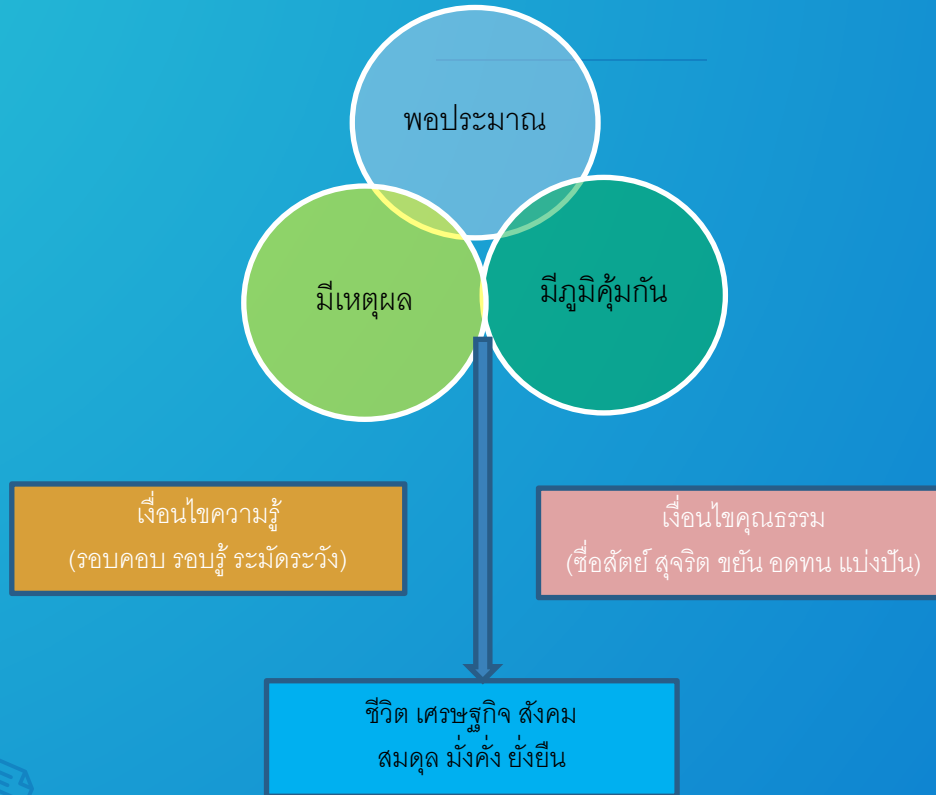 พอประมาณ
มีเหตุผล
มีภูมิคุ้มกัน
เงื่อนไขความรู้
(รอบคอบ รอบรู้ ระมัดระวัง)
เงื่อนไขคุณธรรม
(ซื่อสัตย์ สุจริต ขยัน อดทน แบ่งปัน)
ชีวิต เศรษฐกิจ สังคม
สมดุล มั่งคั่ง ยั่งยืน